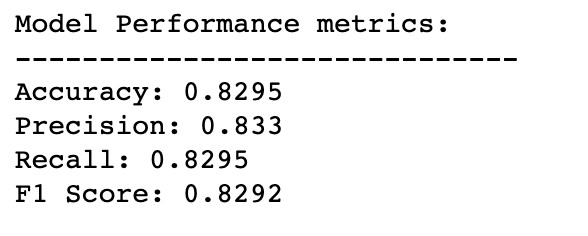 Model Performance metrics:
------------------------------
Accuracy: 0.8295
Precision: 0.833
Recall: 0.8295
F1 Score: 0.8292